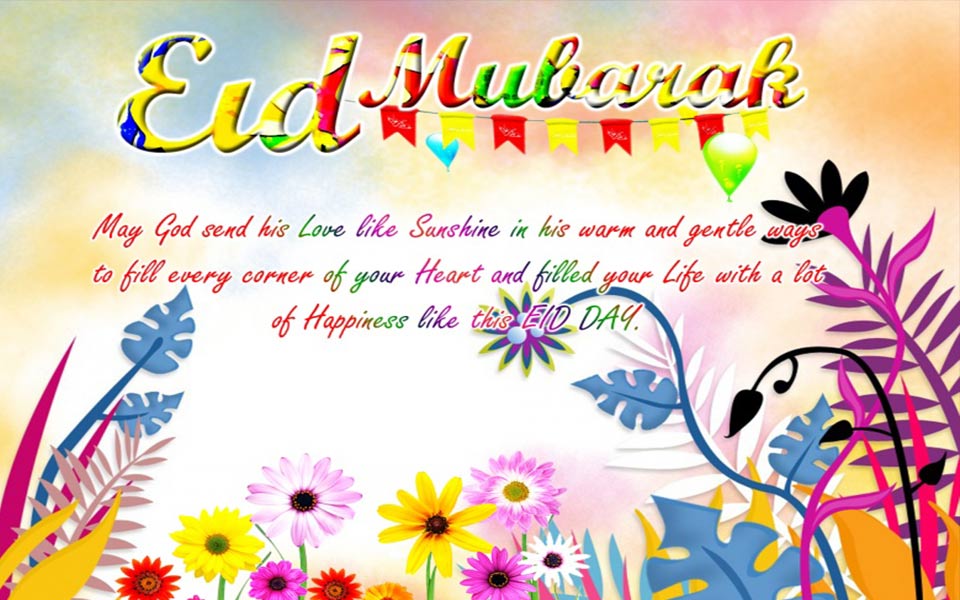 Eid Mubarak
May God send his Love like Sunshine in his warm and gentle ways
to fill every corner of your Heart and filled your Life with a lot
of Happiness like this EID DAY.